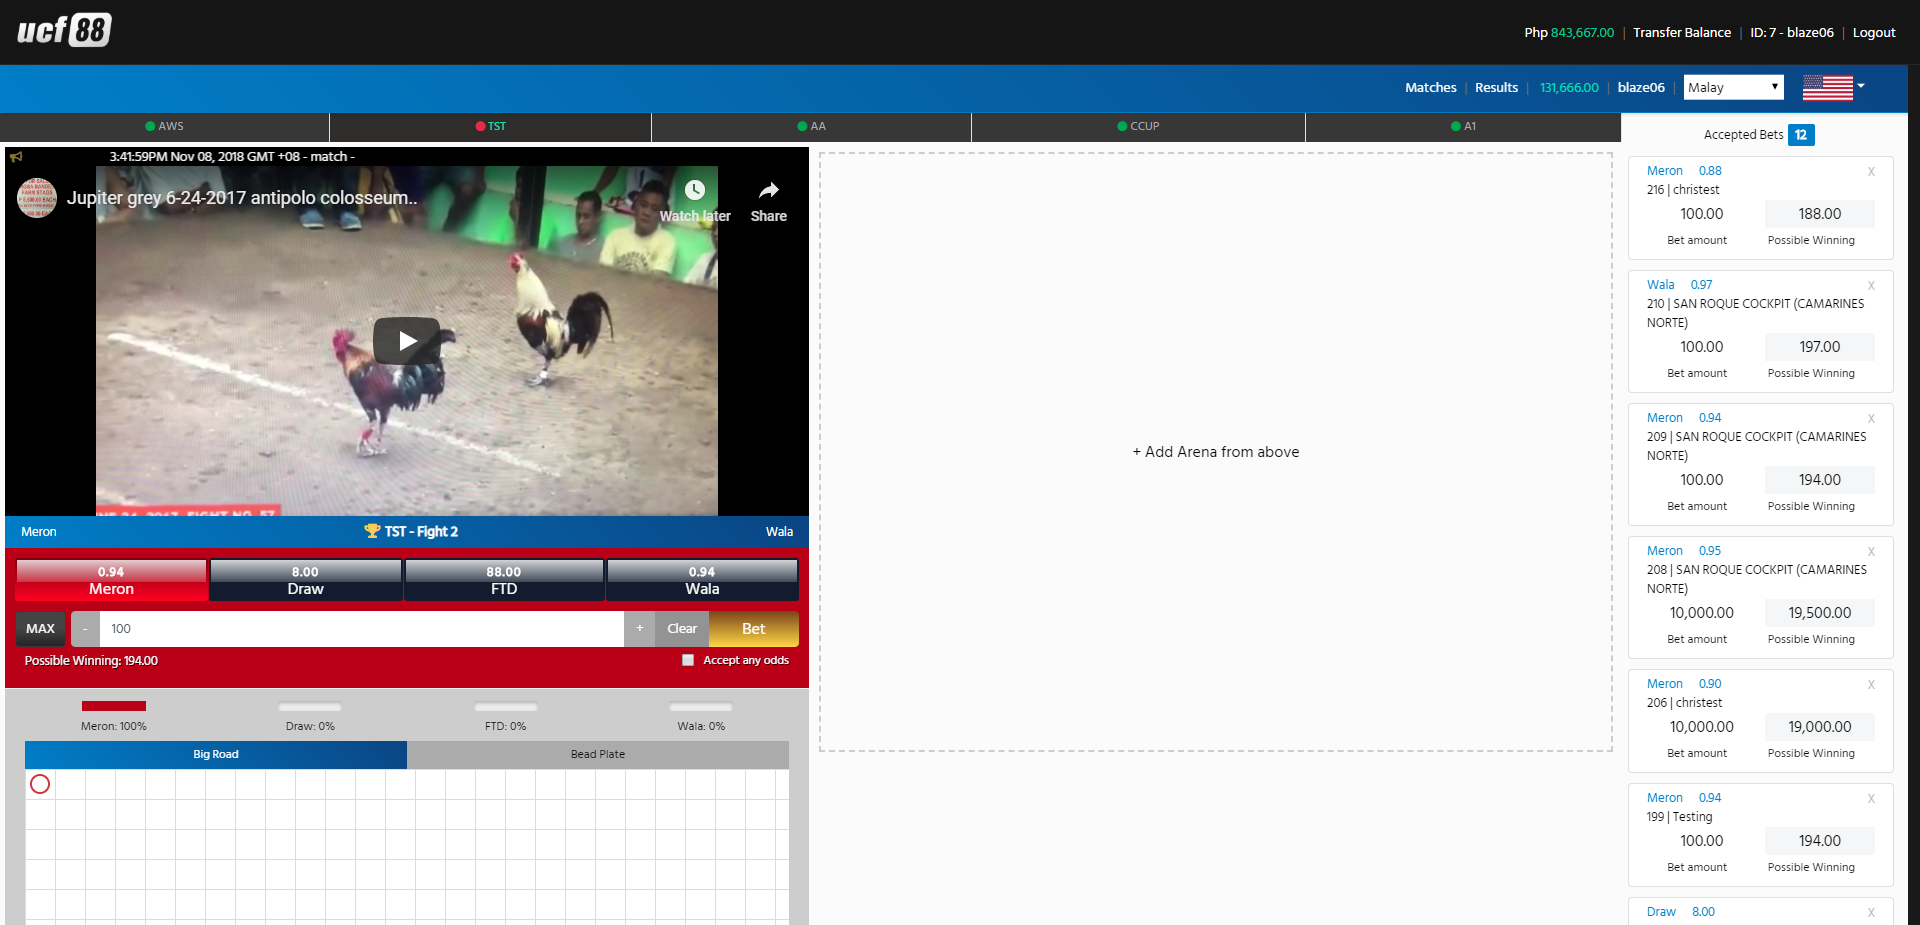 ucf 88
Php 843,667.00 | Transfer Balance | ID: 7 - blaze06 | Logout
Matches | Results | 131,666.00 | blaze06 | Malay
AWS
TST
AA
CCUP
A1
Accepted Bets 12
3:41:59PM Nov 08, 2018 GMT +08 - match -
Jupiter grey 6-24-2017 antipolo colosseum..
Watch later
Share
Meron
TST - Fight 2
Wala
0.94
Meron
8.00
Draw
88.00
FTD
0.94
Wala
MAX
-
100
+
Clear
Bet
Possible Winning: 194.00
Accept any odds
Meron: 100%
Draw: 0%
FTD: 0%
Wala: 0%
Big Road
Bead Plate
+ Add Arena from above
Meron 0.88 X
216 | christest
100.00 188.00
Bet amount Possible Winning
Wala 0.97 X
210 | SAN ROQUE COCKPIT (CAMARINES
NORTE)
100.00 197.00
Bet amount Possible Winning
Meron 0.94 X
209 | SAN ROQUE COCKPIT (CAMARINES
NORTE)
100.00 194.00
Bet amount Possible Winning
Meron 0.95 X
208 | SAN ROQUE COCKPIT (CAMARINES
NORTE)
10,000.00 19,500.00
Bet amount Possible Winning
Meron 0.90 X
206 | christest
10,000.00 19,000.00
Bet amount Possible Winning
Meron 0.94 X
199 | Testing
100.00 194.00
Bet amount Possible Winning
Draw 8.00 X